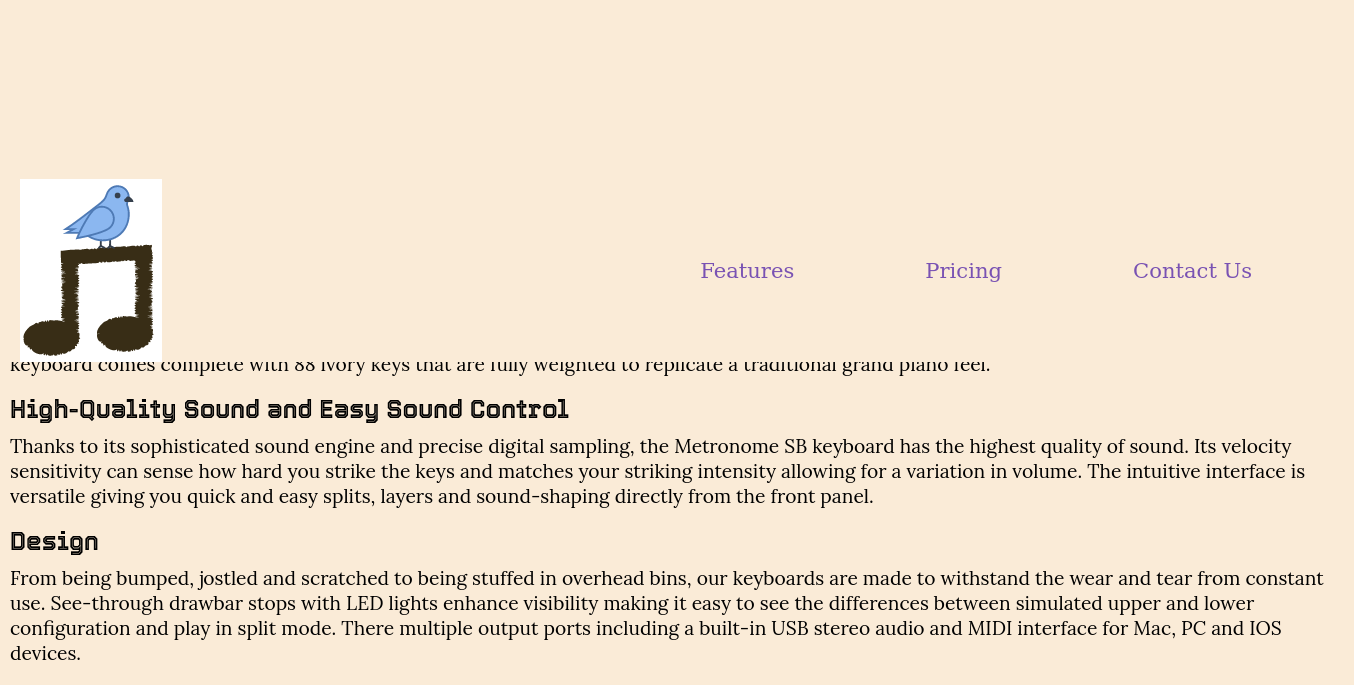 Features
Pricing
Contact Us
keyboard comes complete with 88 ivory keys that are fully weighted to replicate a traditional grand piano feel.
High-Quality Sound and Easy Sound Control
Thanks to its sophisticated sound engine and precise digital sampling, the Metronome SB keyboard has the highest quality of sound. Its velocity
sensitivity can sense how hard you strike the keys and matches your striking intensity allowing for a variation in volume. The intuitive interface is
versatile giving you quick and easy splits, layers and sound-shaping directly from the front panel.
Design
From being bumped, jostled and scratched to being stuffed in overhead bins, our keyboards are made to withstand the wear and tear from constant
use. See-through drawbar stops with LED lights enhance visibility making it easy to see the differences between simulated upper and lower
configuration and play in split mode. There multiple output ports including a built-in USB stereo audio and MIDI interface for Mac, PC and IOS
devices.